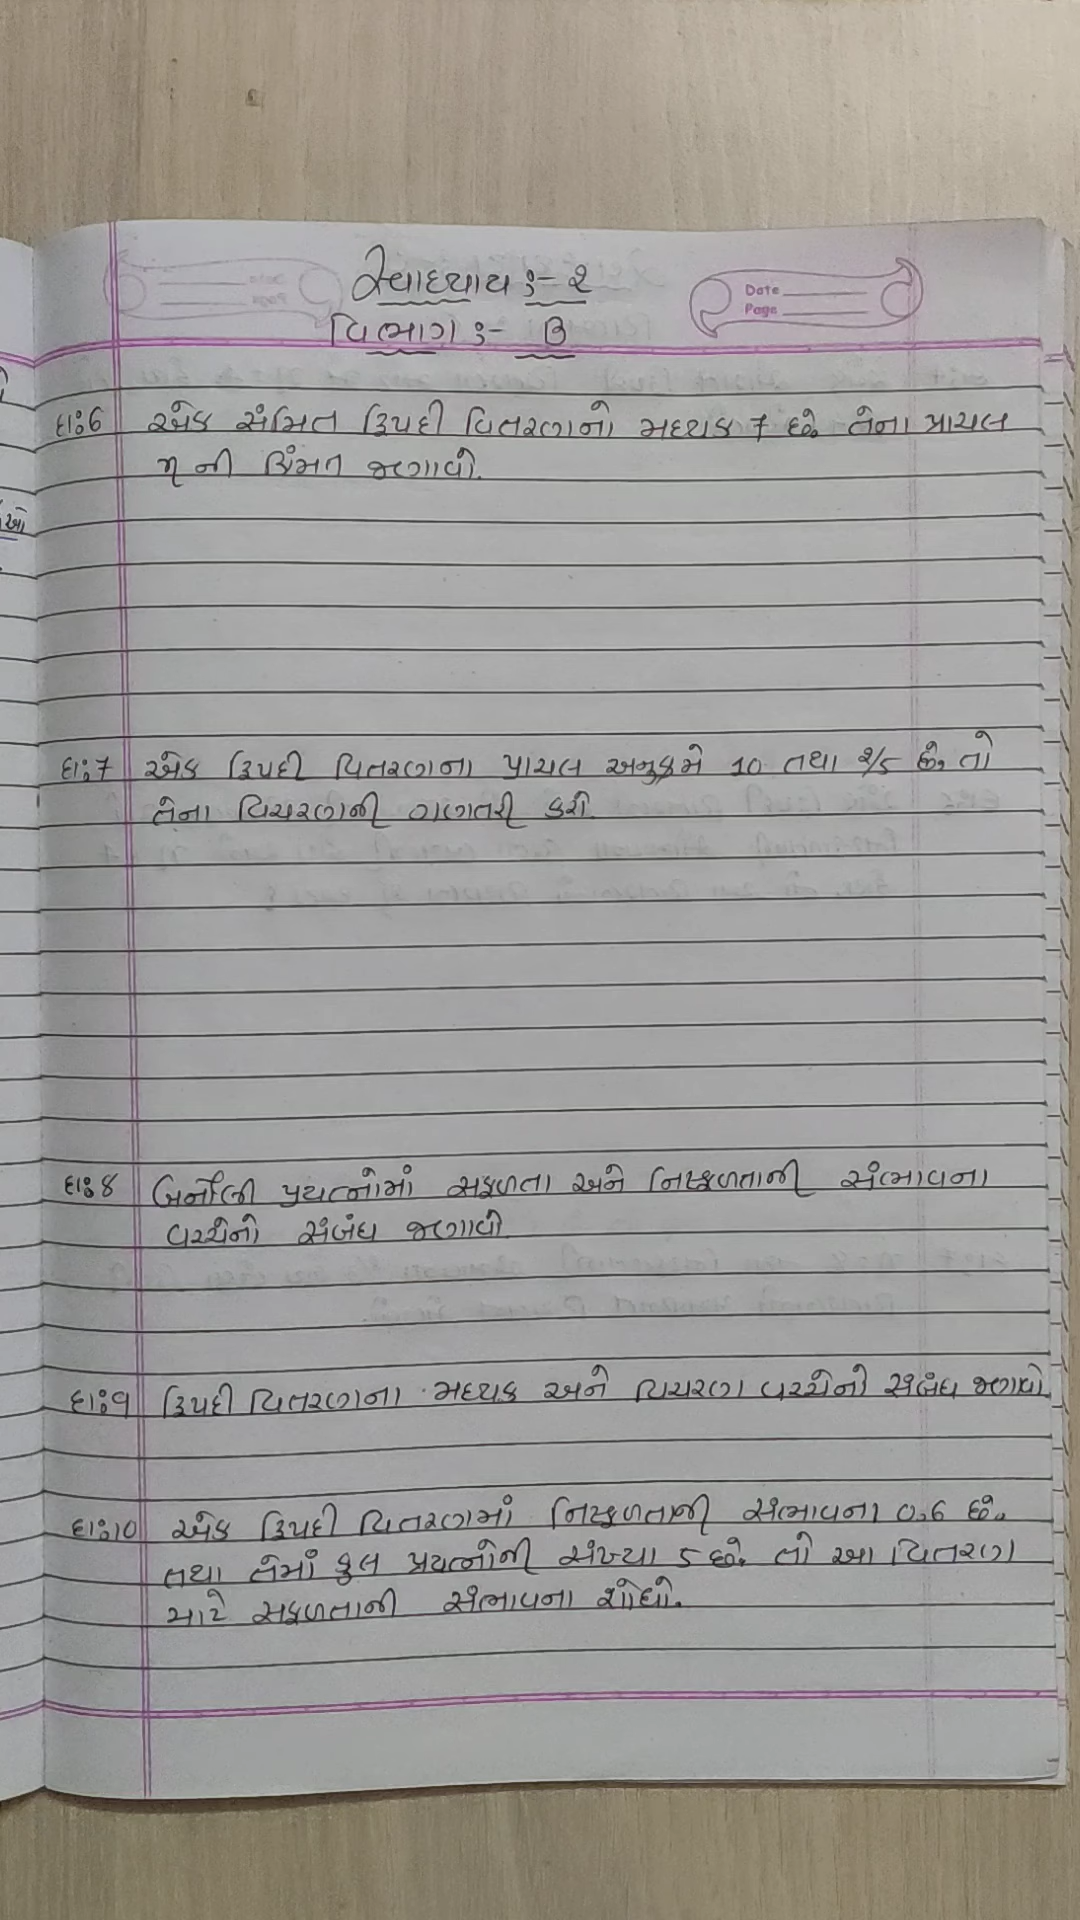 સ્વાધ્યાય :- 2
વિભાગ :- B
Date
Page
દા:6 એક સંમિત દ્વિપદી વિતરણનો મધ્યક 7 છે. તેના પ્રાચલ
n ની કિંમત જણાવો.
દા:7 એક દ્વિપદી વિતરણના પ્રાચલ અનુક્રમે 10 તથા 2/5 છે. તો
તેના વિચરણની ગણતરી કરો.
દા:8 બર્નોલી પ્રયત્નોમાં સફળતા અને નિષ્ફળતાની સંભાવના
વચ્ચેનો સંબંધ જણાવો
દા:9 દ્વિપદી વિતરણના મધ્યક અને વિચરણ વચ્ચેનો સંબંધ જણાવો
દા:10 એક દ્વિપદી વિતરણમાં નિષ્ફળતાની સંભાવના 0.6 છે.
તથા તેમાં કુલ પ્રયત્નોની સંખ્યા 5 છે. તો આ વિતરણ
માટે સફળતાની સંભાવના શોધો.